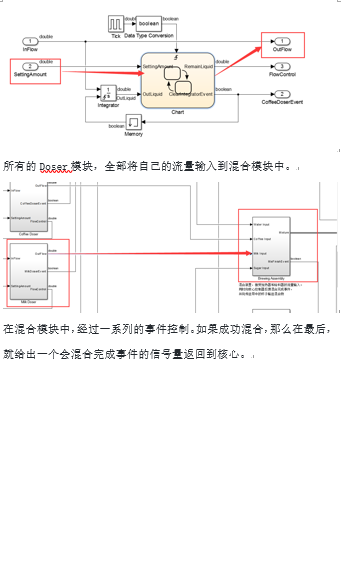 boolean
boolean
Tick
Data Type Conversion
double
double
1
1
InFlow
OutFlow
double
double
2
SettingAmount
SettingAmount
RemainLiquid
3
FlowControl
double
boolean
OutLiquid
ClearIntegratorEvent
2
OutLiquid
Integrator
Chart
CoffeeDoserEvent
boolean
Memory
所有的 Doser 模块，全部将自己的流量输入到混合模块中。
Coffee Doser
Milk Doser
Water Input
Coffee Input
Milk Input
Sugar Input
Brewing Assembly
在混合模块中，经过一系列的事件控制。如果成功混合，那么在最后，
就给出一个会混合完成事件的信号量返回到核心。